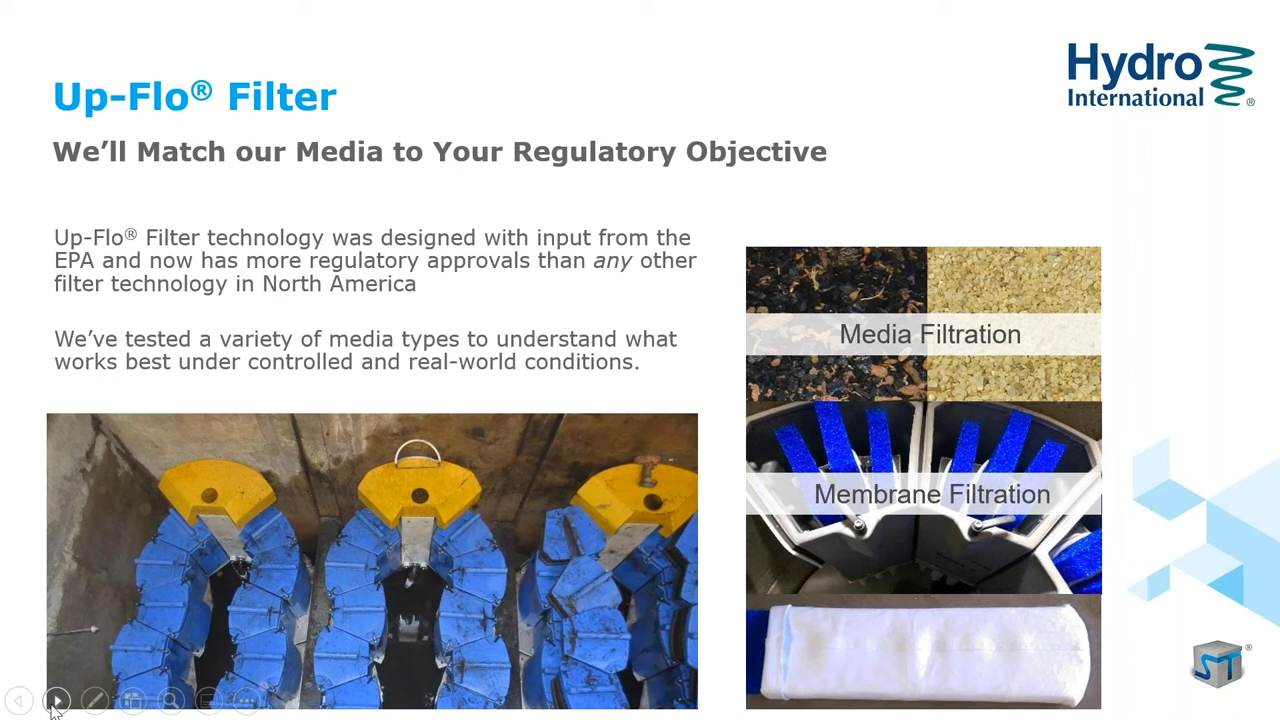 Hydro
International ®
Up-Flo® Filter
We’ll Match our Media to Your Regulatory Objective
Up-Flo® Filter technology was designed with input from the
EPA and now has more regulatory approvals than any other
filter technology in North America
We’ve tested a variety of media types to understand what
works best under controlled and real-world conditions.
Media Filtration
Membrane Filtration
ST ®